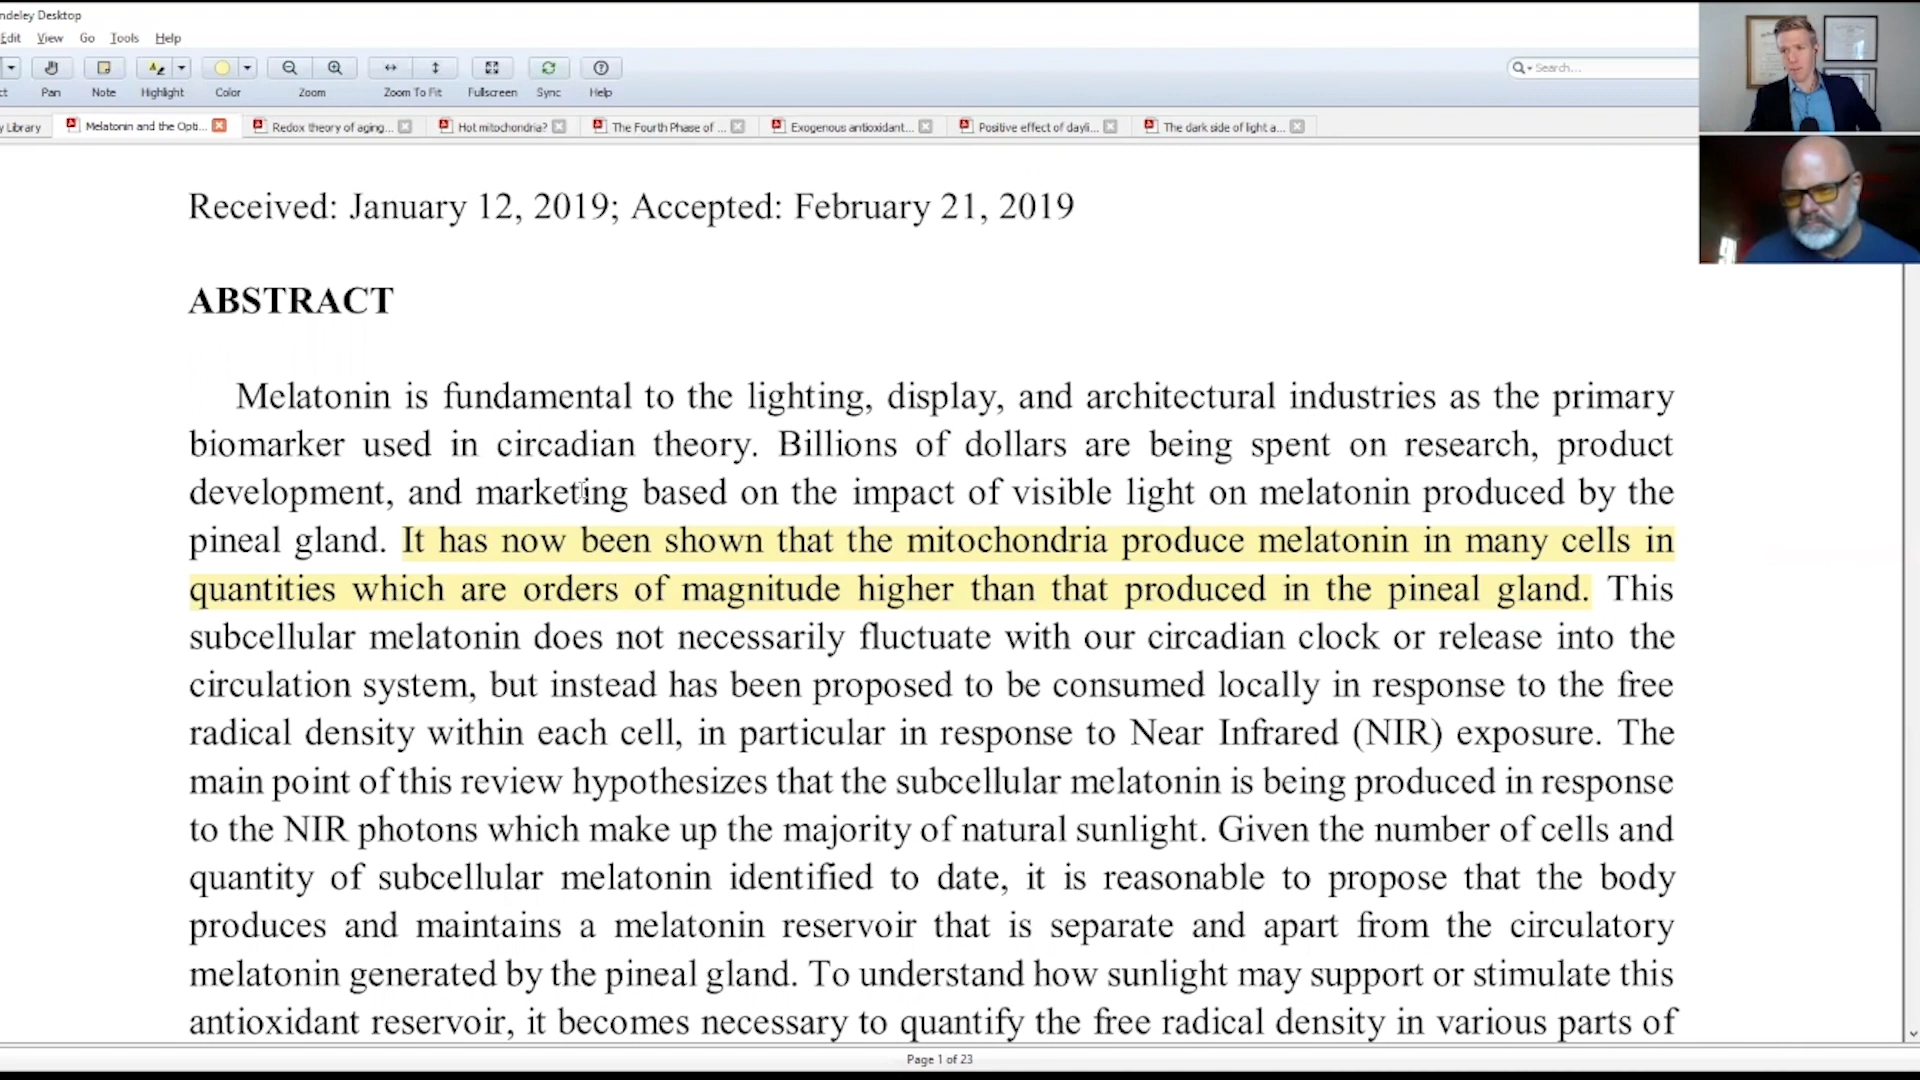 ndeley Desktop
Edit View Go Tools Help
ct Pan Note Highlight Color Zoom Zoom To Fit Fullscreen Sync Help
Search...
y Library Melatonin and the Opti... Redox theory of aging... Hot mitochondria? The Fourth Phase of ... Exogenous antioxidant... Positive effect of dayli... The dark side of light a...
Received: January 12, 2019; Accepted: February 21, 2019
ABSTRACT
Melatonin is fundamental to the lighting, display, and architectural industries as the primary
biomarker used in circadian theory. Billions of dollars are being spent on research, product
development, and marketing based on the impact of visible light on melatonin produced by the
pineal gland. It has now been shown that the mitochondria produce melatonin in many cells in
quantities which are orders of magnitude higher than that produced in the pineal gland. This
subcellular melatonin does not necessarily fluctuate with our circadian clock or release into the
circulation system, but instead has been proposed to be consumed locally in response to the free
radical density within each cell, in particular in response to Near Infrared (NIR) exposure. The
main point of this review hypothesizes that the subcellular melatonin is being produced in response
to the NIR photons which make up the majority of natural sunlight. Given the number of cells and
quantity of subcellular melatonin identified to date, it is reasonable to propose that the body
produces and maintains a melatonin reservoir that is separate and apart from the circulatory
melatonin generated by the pineal gland. To understand how sunlight may support or stimulate this
antioxidant reservoir, it becomes necessary to quantify the free radical density in various parts of
Page 1 of 23